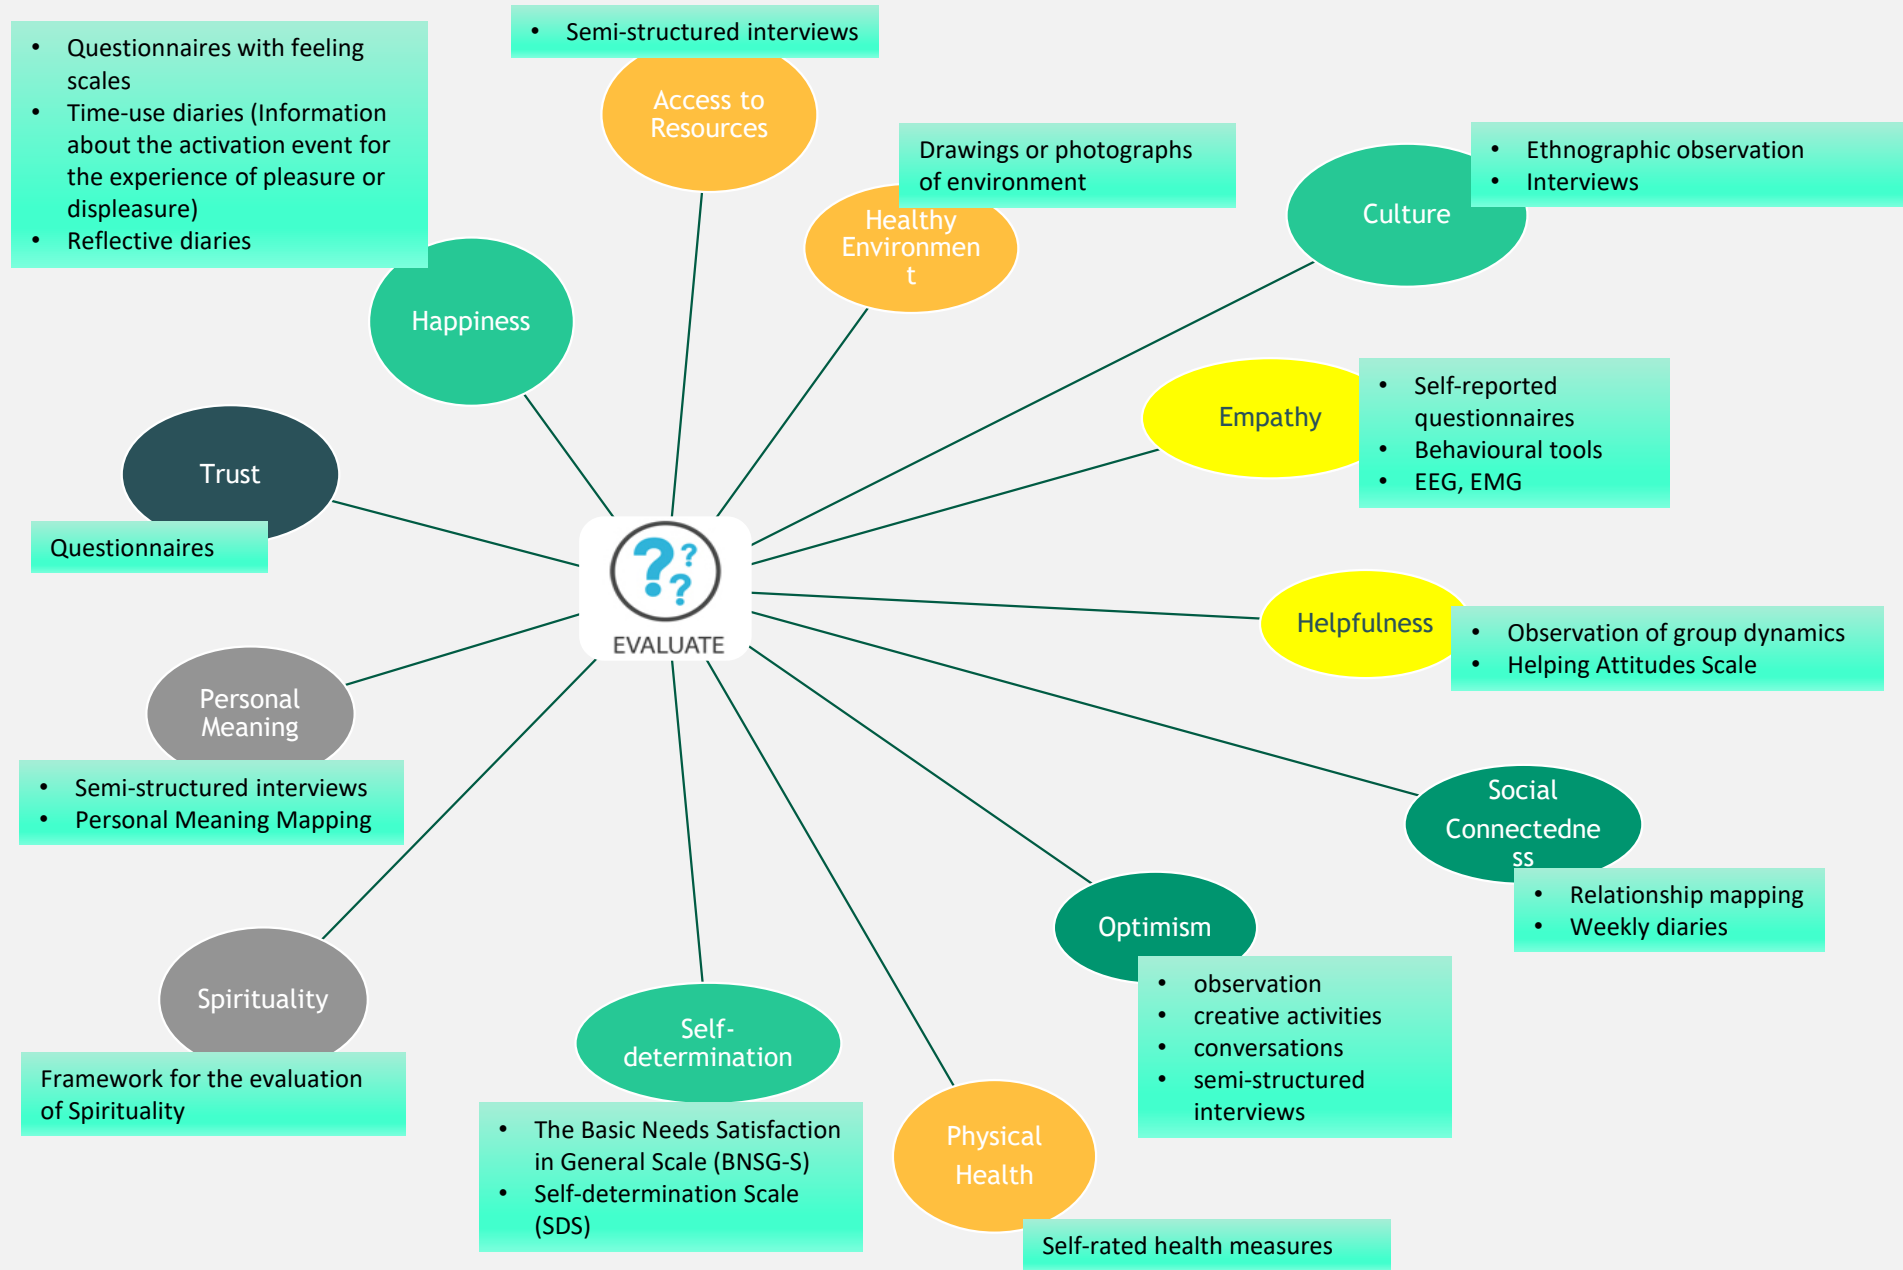 • Questionnaires with feeling
scales
• Time-use diaries (Information
about the activation event for
the experience of pleasure or
displeasure)
• Reflective diaries
Happiness
• Semi-structured interviews
Access to
Resources
Drawings or photographs
of environment
Healthy
Environmen
t
• Ethnographic observation
• Interviews
Culture
Empathy
• Self-reported
questionnaires
• Behavioural tools
• EEG, EMG
Trust
Questionnaires
???
EVALUATE
Helpfulness
• Observation of group dynamics
• Helping Attitudes Scale
Personal
Meaning
• Semi-structured interviews
• Personal Meaning Mapping
Social
Connectedne
ss
• Relationship mapping
• Weekly diaries
Optimism
• observation
• creative activities
• conversations
• semi-structured
interviews
Spirituality
Framework for the evaluation
of Spirituality
Self-
determination
• The Basic Needs Satisfaction
in General Scale (BNSG-S)
• Self-determination Scale
(SDS)
Physical
Health
Self-rated health measures